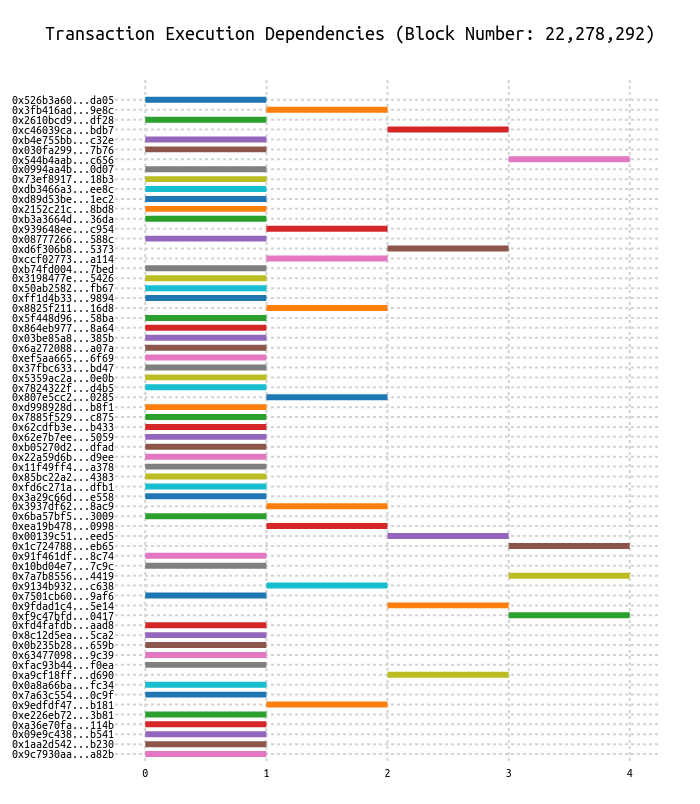 Transaction Execution Dependencies (Block Number: 22,278,292)
0x526b3a60...da05
0x3fb416ad...9e8c
0x2610bcd9...df28
0xc46039ca...bdb7
0xb4e755bb...c32e
0x030fa299...7b76
0x544b4aab...c656
0x0994aa4b...0d07
0x73ef8917...18b3
0xdb3466a3...ee8c
0xd89d53be...1ec2
0x2152c21c...8bd8
0xb3a3664d...36da
0x939648ee...c954
0x08777266...588c
0xd6f306b8...5373
0xccf02773...a114
0xb74fd004...7bed
0x3198477e...5426
0x50ab2582...fb67
0xff1d4b33...9894
0x8825f211...16d8
0x5f448d96...58ba
0x864eb977...8a64
0x03be85a8...385b
0x6a272088...a07a
0xef5aa665...6f69
0x37fbc633...bd47
0x5359ac2a...0e0b
0x7824322f...d4b5
0x807e5cc2...0285
0xd998928d...b8f1
0x7885f529...c875
0x62cdfb3e...b433
0x62e7b7ee...5059
0xb05270d2...dfad
0x22a59d6b...d9ee
0x11f49ff4...a378
0x85bc22a2...4383
0xfd6c271a...dfb1
0x3a29c66d...e558
0x3937df62...8ac9
0x6ba57bf5...3009
0xea19b478...0998
0x00139c51...eed5
0x1c724788...eb65
0x91f461df...8c74
0x10bd04e7...7c9c
0x7a7b8556...4419
0x9134b932...c638
0x7501cb60...9af6
0x9fdad1c4...5e14
0xf9c47bfd...0417
0xfd4fafdb...aad8
0x8c12d5ea...5ca2
0x0b235b28...659b
0x63477098...9c39
0xfac93b44...f0ea
0xa9cf18ff...d690
0x0a8a66ba...fc34
0x7a63c554...0c9f
0x9edfdf47...b181
0xe226eb72...3b81
0xa36e70fa...114b
0x09e9c438...b541
0x1aa2d542...b230
0x9c7930aa...a82b
0 1 2 3 4